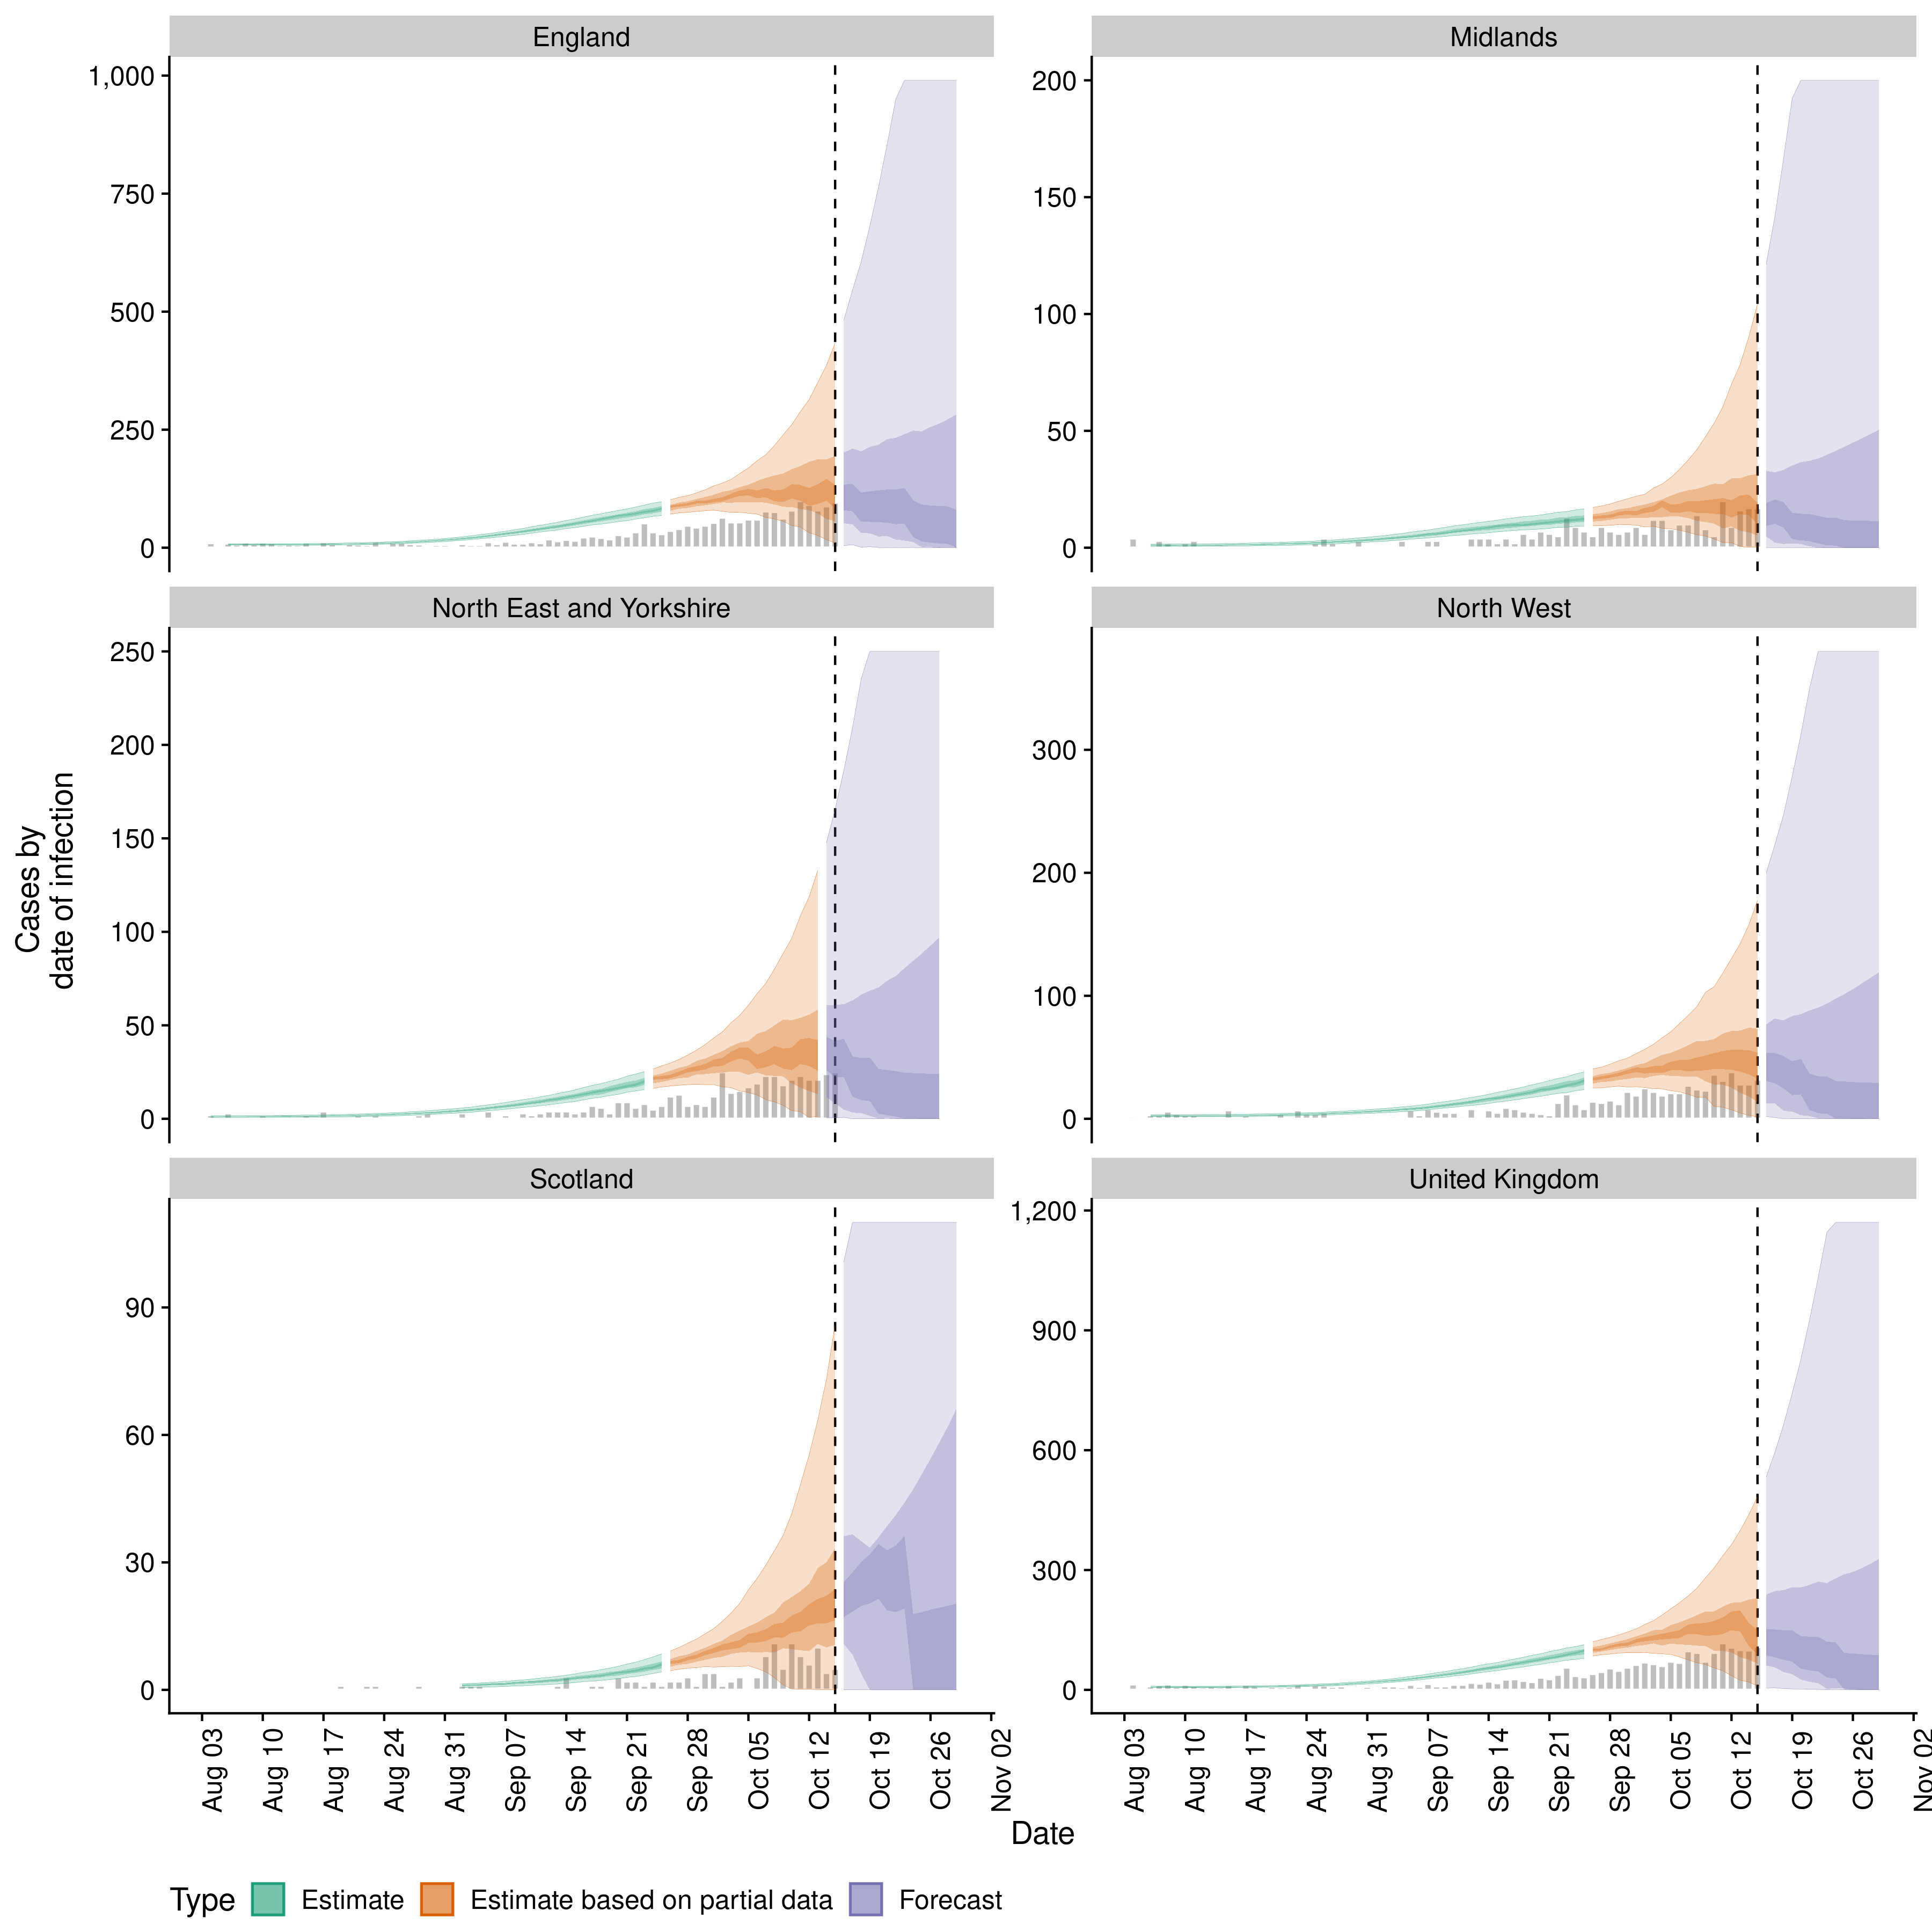 England
Midlands
1,000
750
500
250
0
200
150
100
50
0
North East and Yorkshire
North West
250
200
150
100
50
0
300
200
100
0
Scotland
United Kingdom
90
60
30
0
1,200
900
600
300
0
Cases by
date of infection
Aug 03
Aug 10
Aug 17
Aug 24
Aug 31
Sep 07
Sep 14
Sep 21
Sep 28
Oct 05
Oct 12
Oct 19
Oct 26
Nov 02
Aug 03
Aug 10
Aug 17
Aug 24
Aug 31
Sep 07
Sep 14
Sep 21
Sep 28
Oct 05
Oct 12
Oct 19
Oct 26
Nov 02
Date
Type Estimate Estimate based on partial data Forecast